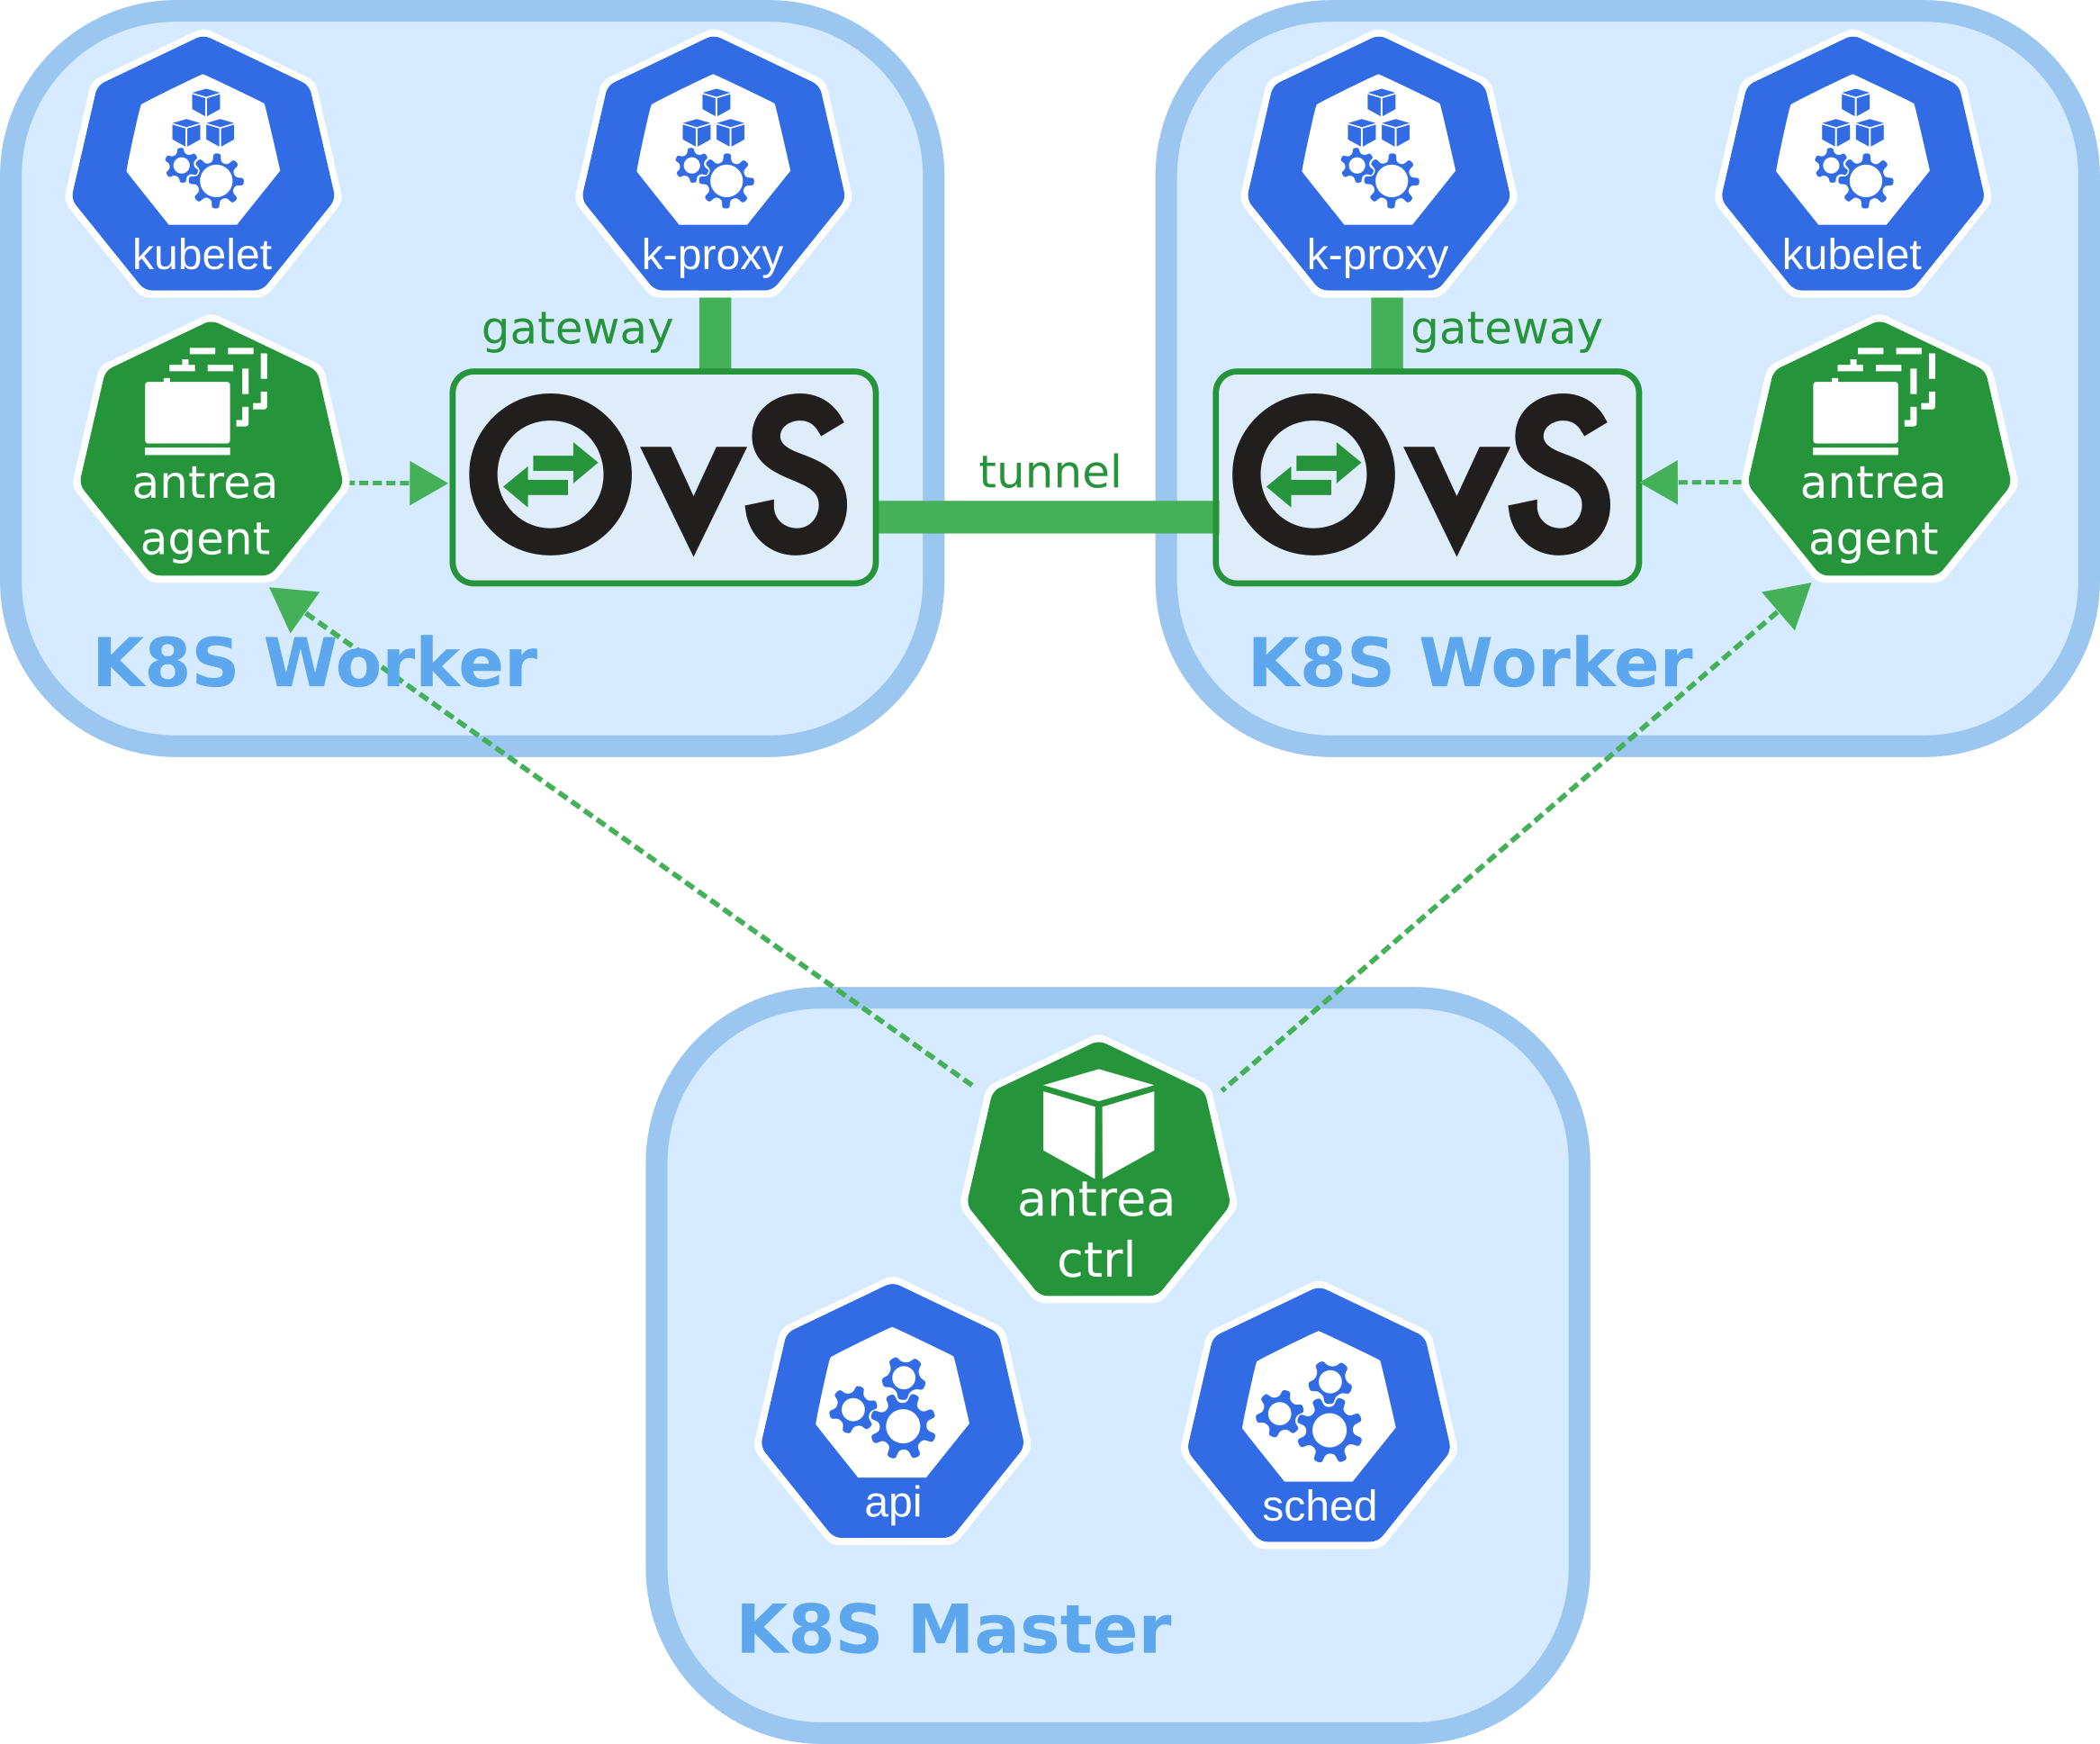 kubelet
k-proxy
k-proxy
kubelet
gateway
gateway
antrea
agent
OvS
tunnel
OvS
antrea
agent
K8S Worker
K8S Worker
antrea
ctrl
api
sched
K8S Master